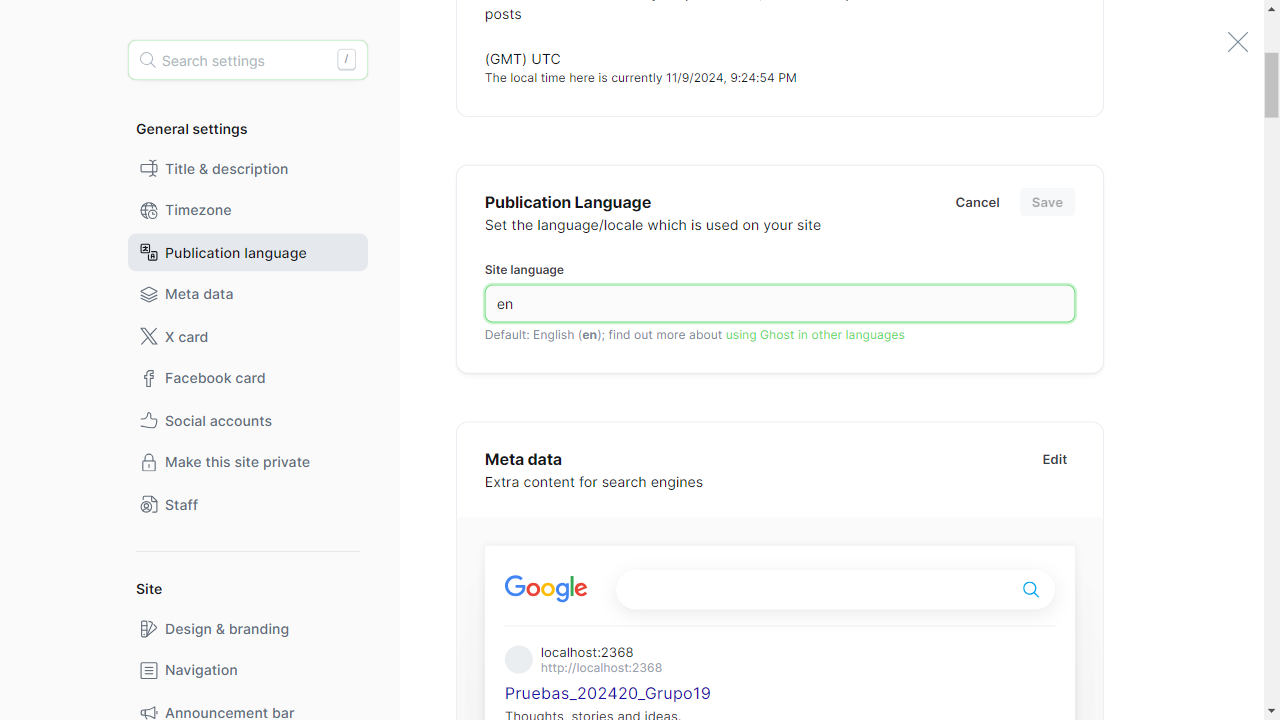 Search settings /
General settings
Title & description
Timezone
Publication language
Meta data
X card
Facebook card
Social accounts
Make this site private
Staff
Site
Design & branding
Navigation
Announcement bar
posts
(GMT) UTC
The local time here is currently 11/9/2024, 9:24:54 PM
Publication Language
Cancel
Save
Set the language/locale which is used on your site
Site language
en
Default: English (en); find out more about using Ghost in other languages
Meta data
Edit
Extra content for search engines
Google
localhost:2368
http://localhost:2368
Pruebas_202420_Grupo19
Thoughts, stories and ideas.